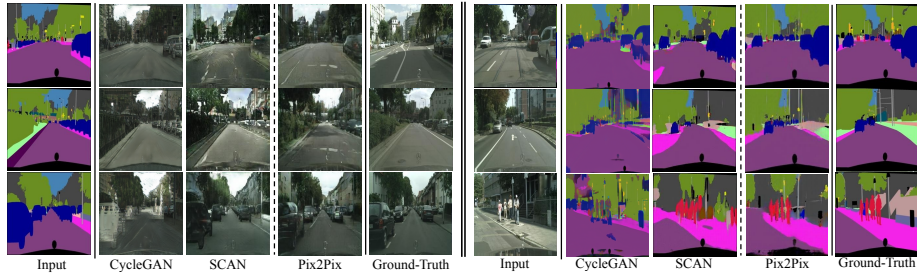 Input CycleGAN SCAN Pix2Pix Ground-Truth Input CycleGAN SCAN Pix2Pix Ground-Truth